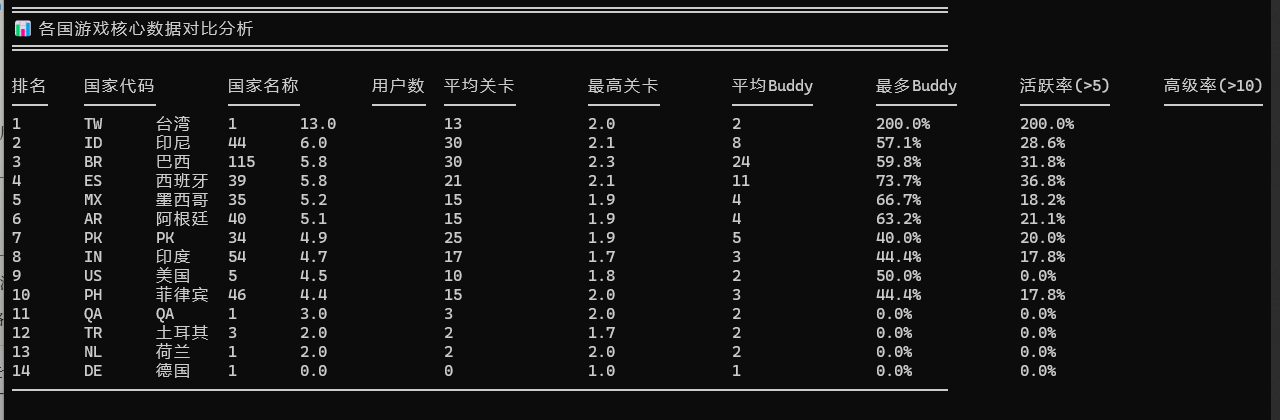 📊 各国游戏核心数据对比分析
排名 国家代码 国家名称 用户数 平均关卡 最高关卡 平均Buddy 最多Buddy 活跃率(>5) 高级率(>10)
1 TW 台湾 1 13.0 13 2.0 2 200.0% 200.0%
2 ID 印尼 44 6.0 30 2.1 8 57.1% 28.6%
3 BR 巴西 115 5.8 30 2.3 24 59.8% 31.8%
4 ES 西班牙 39 5.8 21 2.1 11 73.7% 36.8%
5 MX 墨西哥 35 5.2 15 1.9 4 66.7% 18.2%
6 AR 阿根廷 40 5.1 15 1.9 4 63.2% 21.1%
7 PK PK 34 4.9 25 1.9 5 40.0% 20.0%
8 IN 印度 54 4.7 17 1.7 3 44.4% 17.8%
9 US 美国 5 4.5 10 1.8 2 50.0% 0.0%
10 PH 菲律宾 46 4.4 15 2.0 3 44.4% 17.8%
11 QA QA 1 3.0 3 2.0 2 0.0% 0.0%
12 TR 土耳其 3 2.0 2 1.7 2 0.0% 0.0%
13 NL 荷兰 1 2.0 2 2.0 2 0.0% 0.0%
14 DE 德国 1 0.0 0 1.0 1 0.0% 0.0%